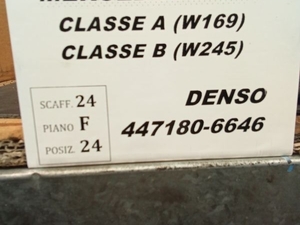 CLASSE A (W169)
CLASSE B (W245)
SCAFF. 24
PIANO F
POSIZ. 24
DENSO
447180-6646